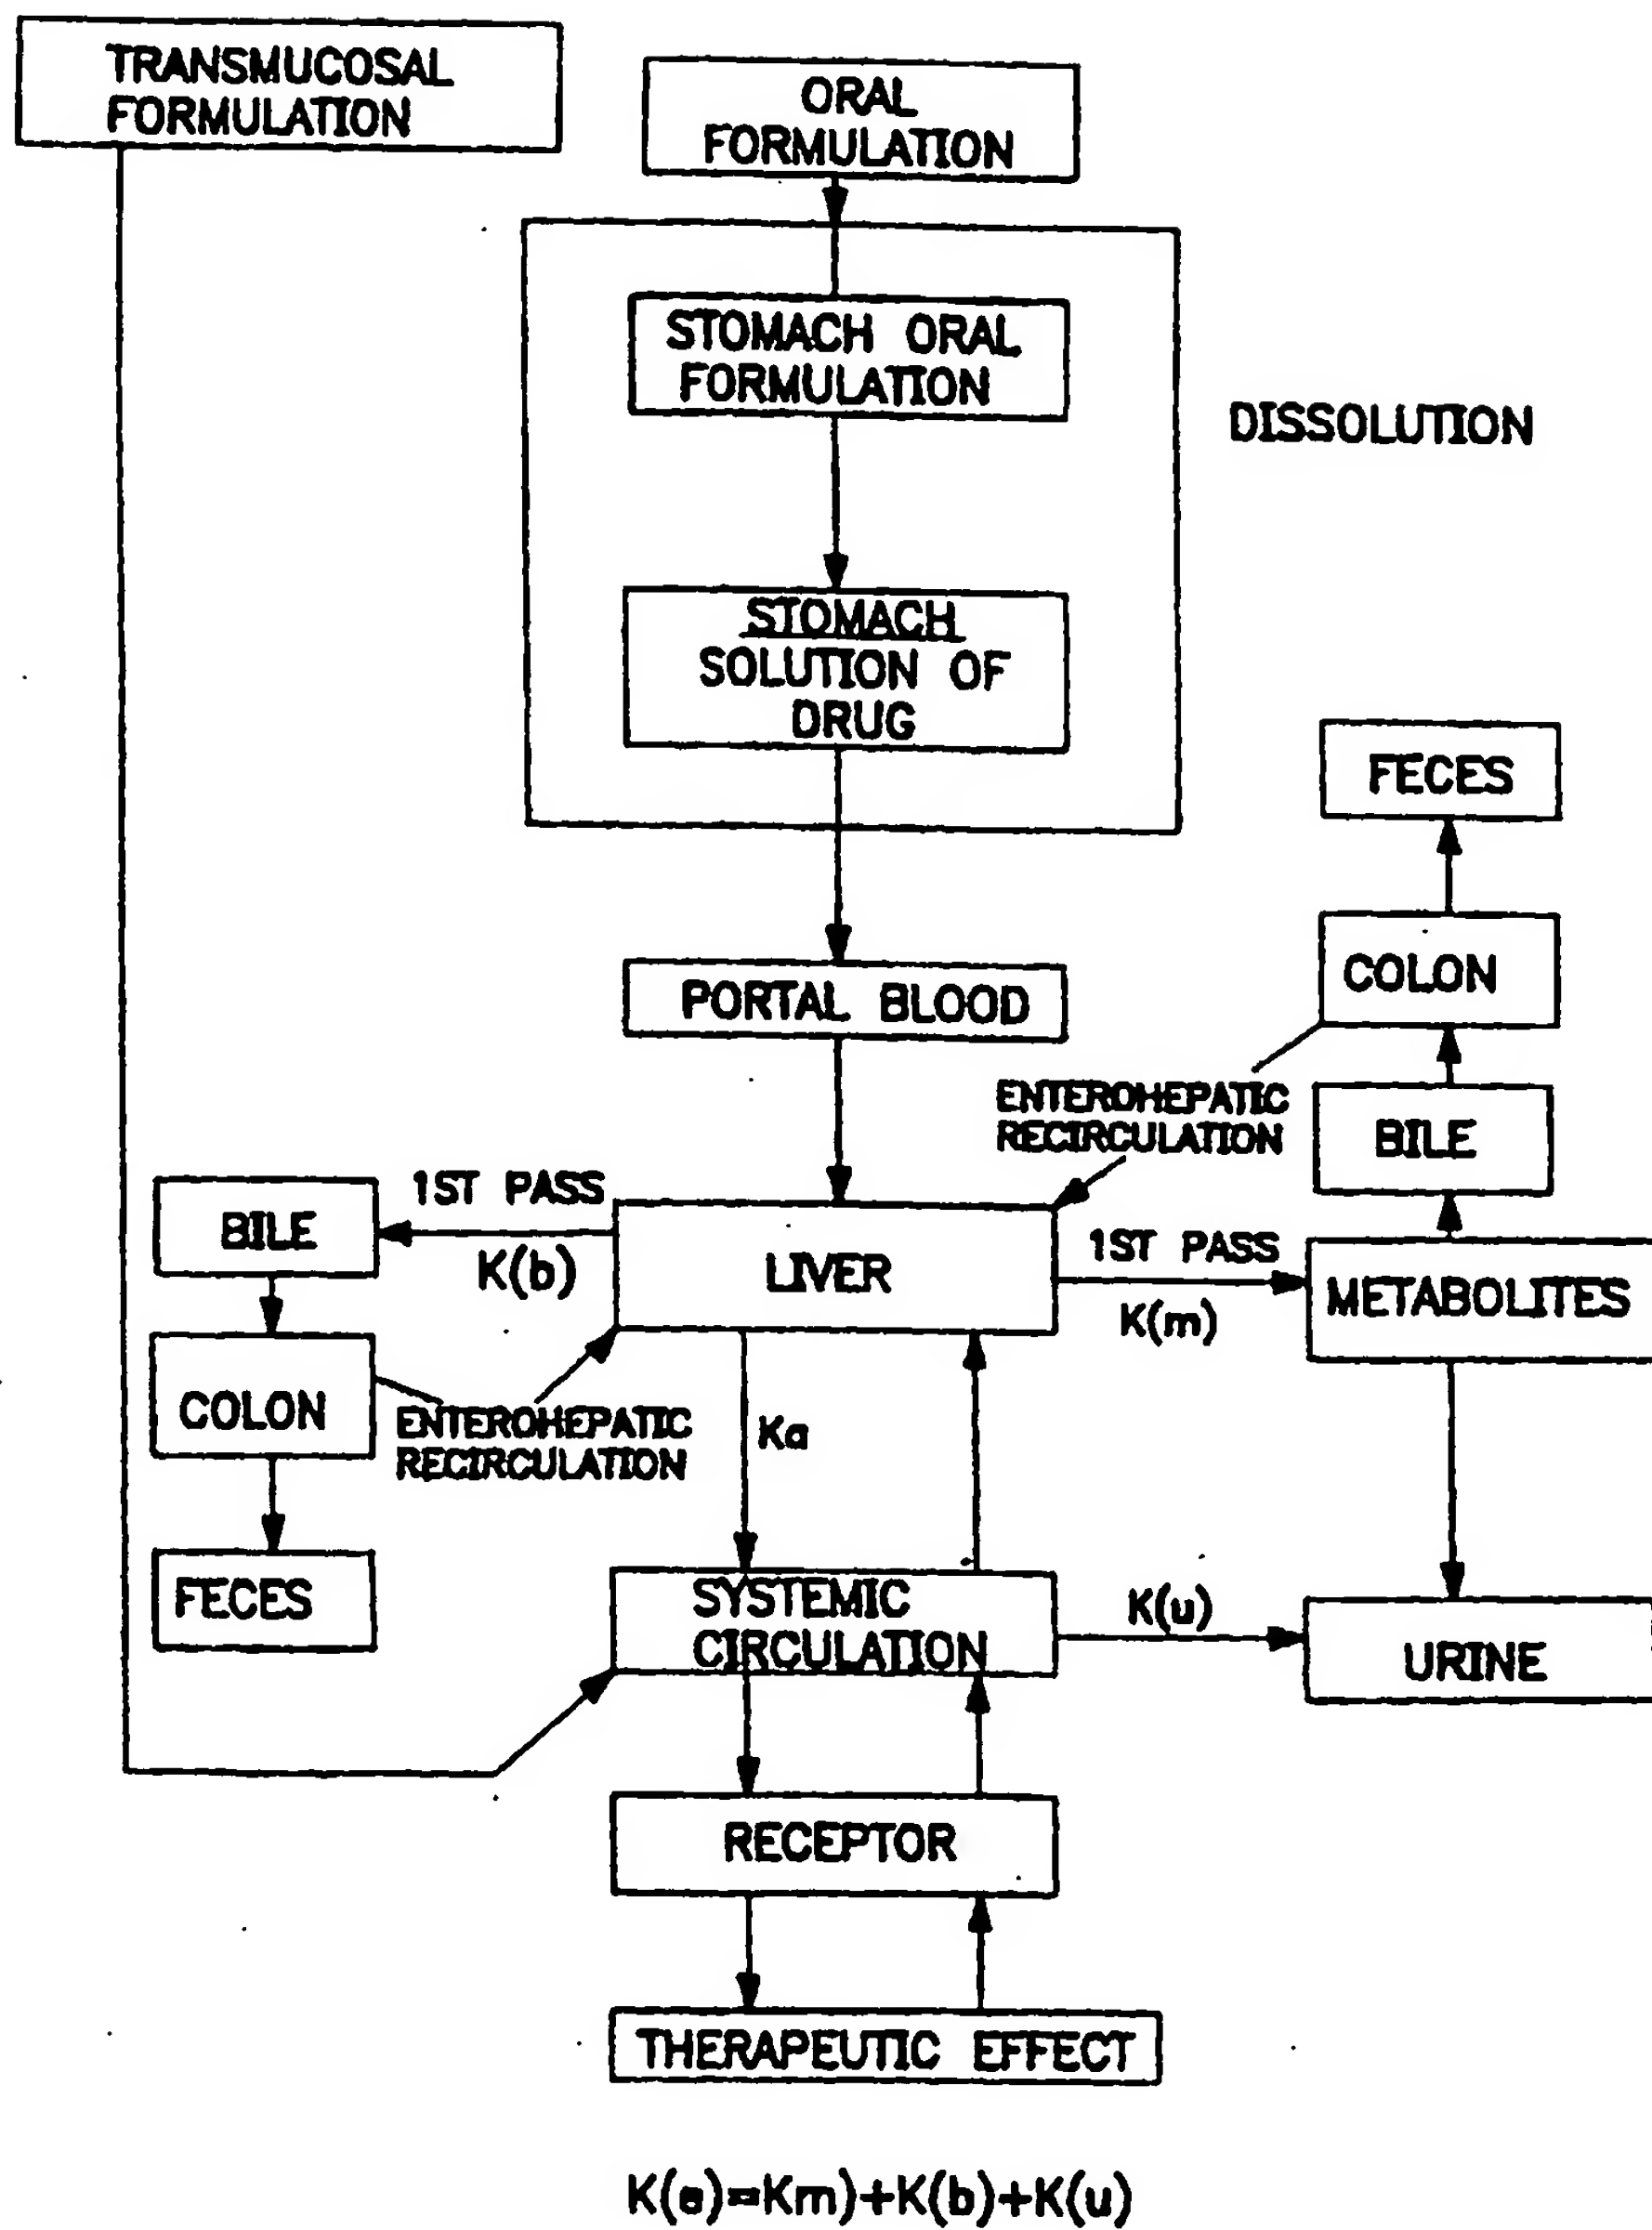 TRANSMUCOSAL
FORMULATION
ORAL
FORMULATION
STOMACH ORAL
FORMULATION
DISSOLUTION
STOMACH
SOLUTION OF
DRUG
FECES
COLON
PORTAL BLOOD
ENTEROHEPATIC
RECIRCULATION
BILE
1ST PASS
BILE
K(b)
LIVER
1ST PASS
K(m)
METABOLITES
COLON
ENTEROHEPATIC
RECIRCULATION
Ka
FECES
SYSTEMIC
CIRCULATION
K(u)
URINE
RECEPTOR
THERAPEUTIC EFFECT
K(e)=Km)+K(b)+K(u)